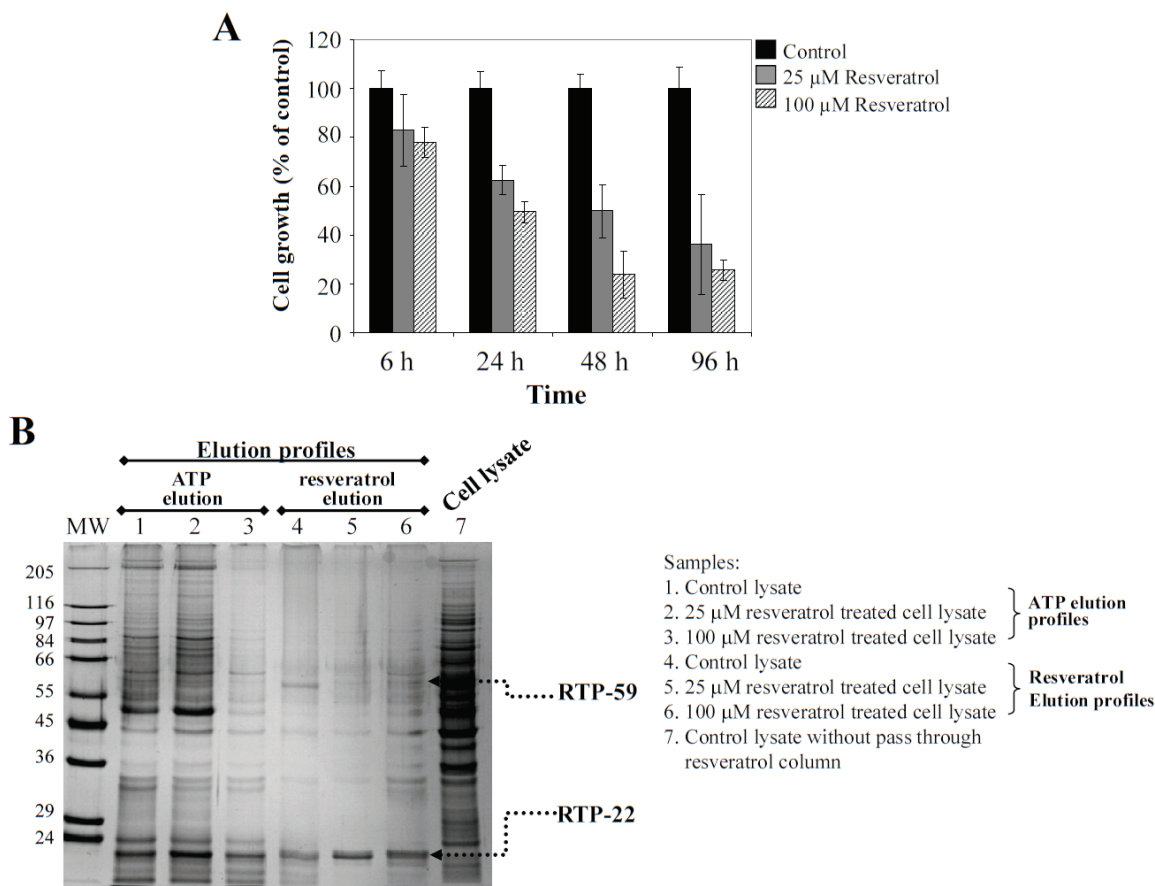 A
Cell growth (% of control)
120
100
80
60
40
20
0
6 h 24 h 48 h 96 h
Time
Control
25 µM Resveratrol
100 µM Resveratrol
B
Elution profiles
ATP
elution
resveratrol
elution
Cell lysate
MW 1 2 3 4 5 6 7
205
116
97
84
66
55
45
36
29
24
RTP-59
RTP-22
Samples:
1. Control lysate
2. 25 µM resveratrol treated cell lysate
3. 100 µM resveratrol treated cell lysate
ATP elution
profiles
4. Control lysate
5. 25 µM resveratrol treated cell lysate
6. 100 µM resveratrol treated cell lysate
Resveratrol
Elution profiles
7. Control lysate without pass through
resveratrol column